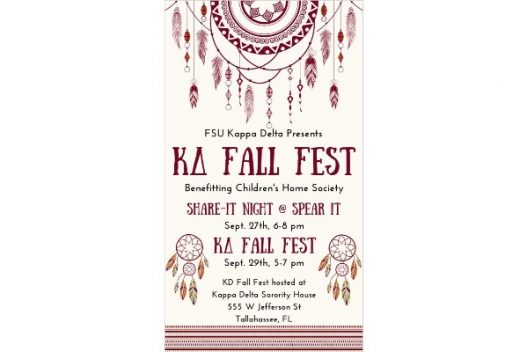 FSU Kappa Delta Presents
KΔ FALL FEST
Benefitting Children's Home Society
SHARE-IT NIGHT @ SPEAR IT
Sept. 27th, 6-8 pm
KΔ FALL FEST
Sept. 29th, 5-7 pm
KD Fall Fest hosted at
Kappa Delta Sorority House
555 W Jefferson St
Tallahassee, FL